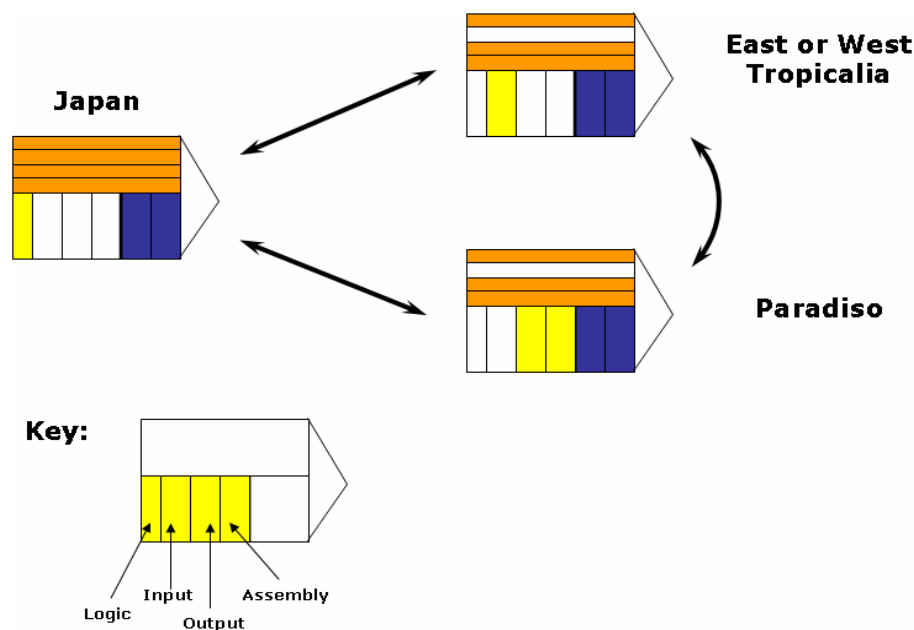 East or West
Tropicalia
Japan
Paradiso
Key:
Input
Assembly
Logic
Output